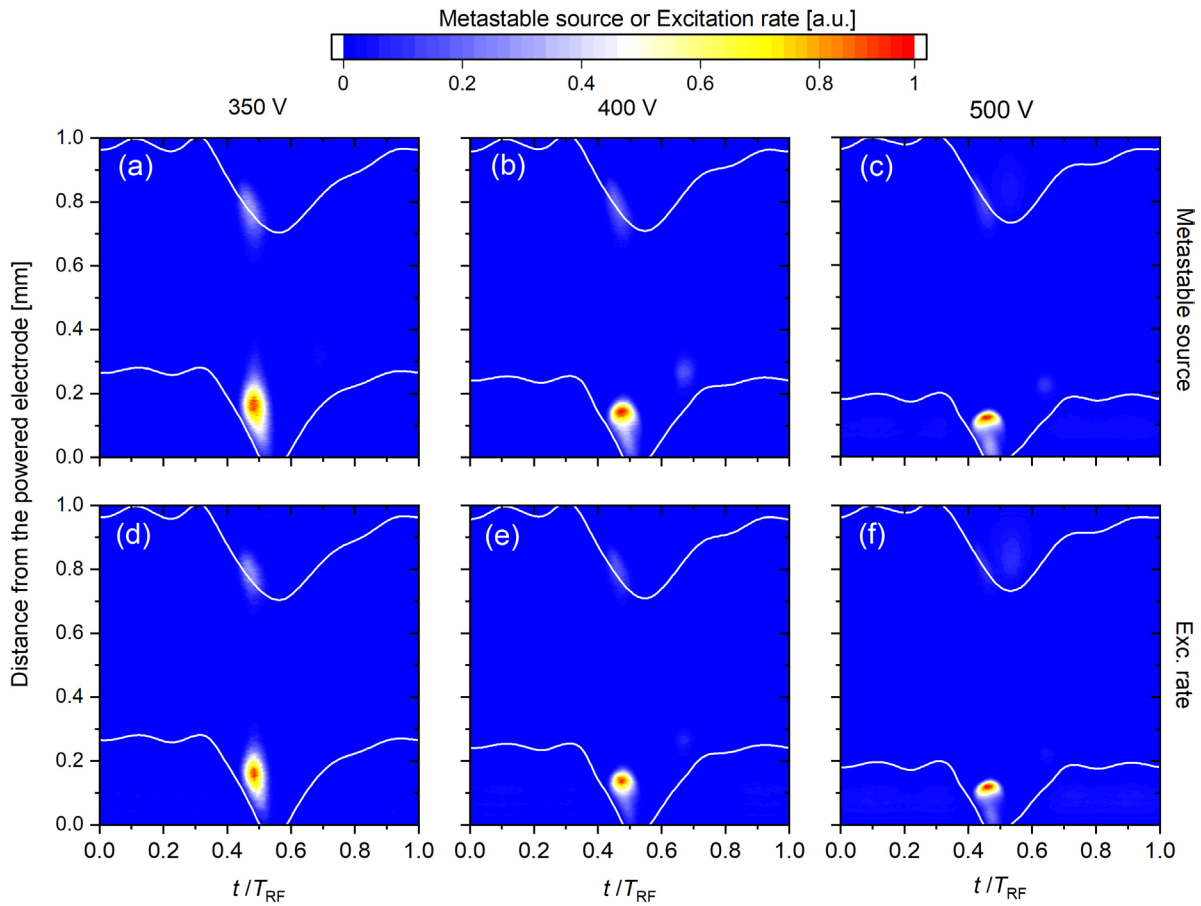 Metastable source or Excitation rate [a.u.]
0 0.2 0.4 0.6 0.8 1
350 V 400 V 500 V
Distance from the powered electrode [mm]
1.0
0.8
0.6
0.4
0.2
0.0
(a) (b) (c)
Metastable source
1.0
0.8
0.6
0.4
0.2
0.0
(d) (e) (f)
Exc. rate
0.0 0.2 0.4 0.6 0.8 1.0 0.0 0.2 0.4 0.6 0.8 1.0 0.0 0.2 0.4 0.6 0.8 1.0
t /TRF t /TRF t /TRF